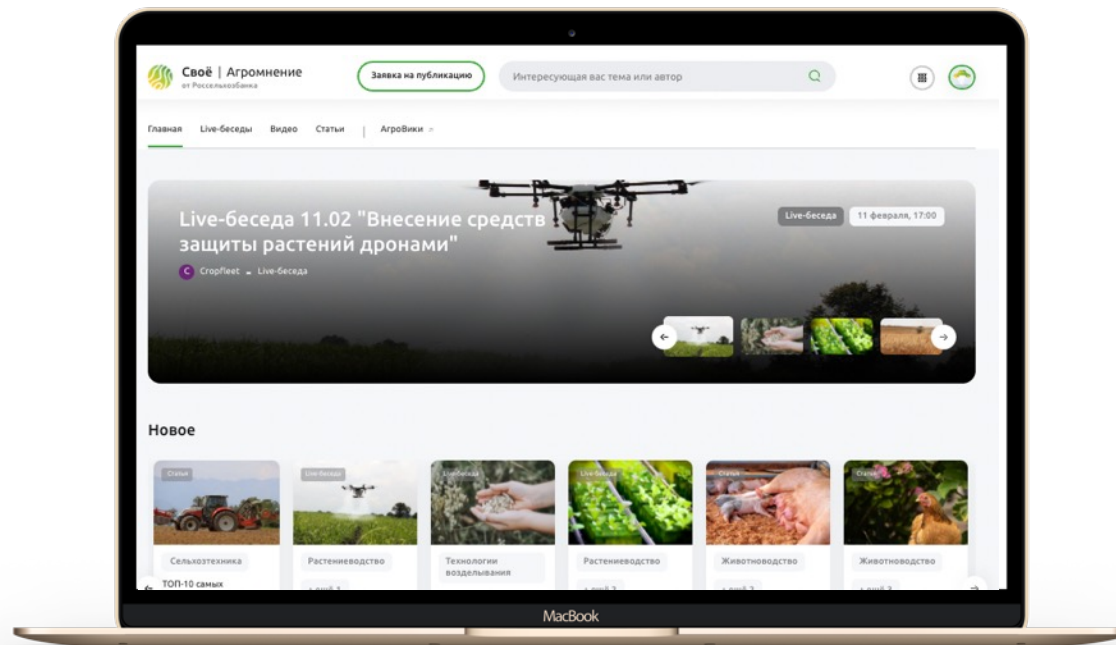 Своё | Агромнение
от Россельхозбанка
Заявка на публикацию
Интересующая вас тема или автор
Главная Live-беседы Видео Статьи | АгроВики
Live-беседа 11.02 "Внесение средств
защиты растений дронами"
C Cropfleet Live-беседа
Live-беседа 11 февраля, 17:00
Новое
Статья Live-беседа Live-беседа Live-беседа Статья Статья
Сельхозтехника Растениеводство Технологии
возделывания Растениеводство Животноводство Животноводство
ТОП-10 самых
MacBook